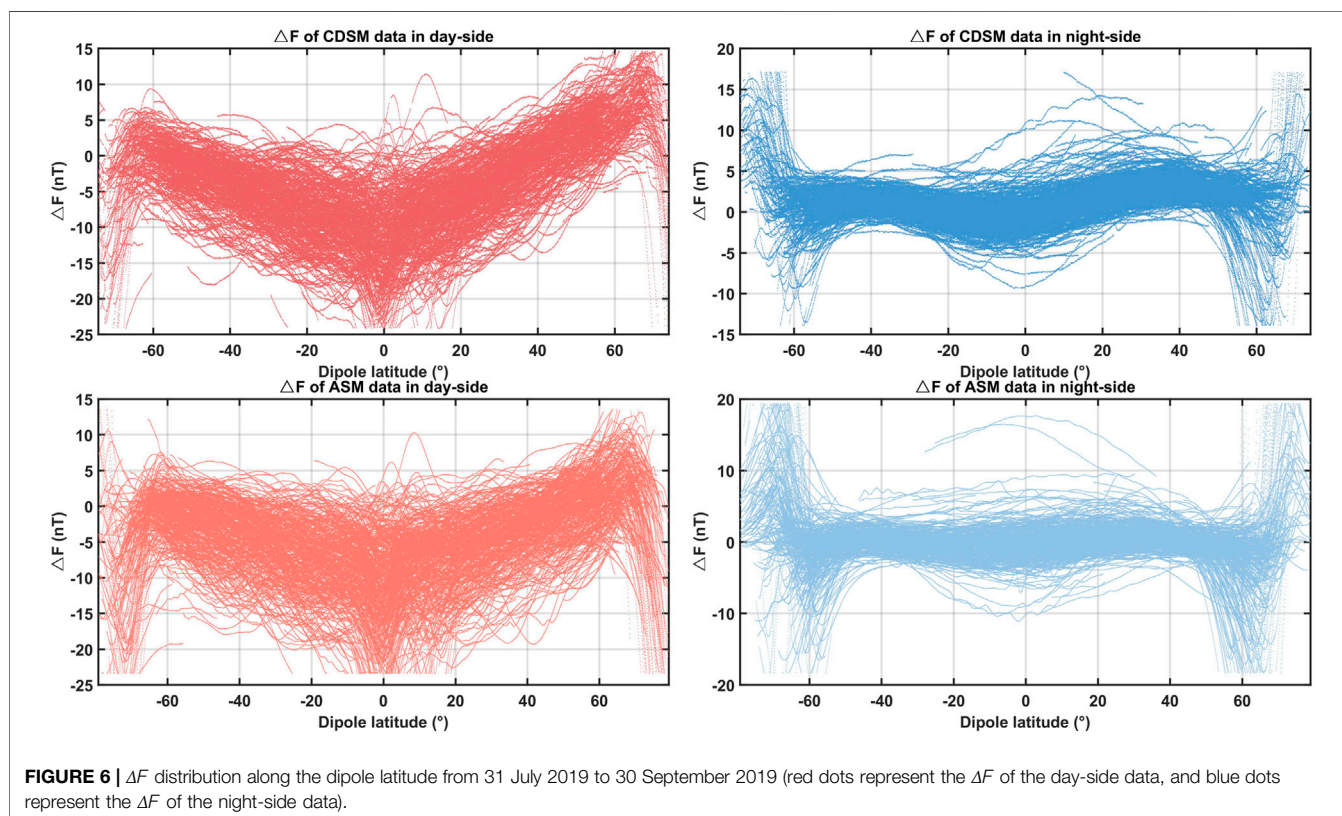 △F of CDSM data in day-side
15
10
5
0
-5
-10
-15
-20
-25
△F (nT)
-60 -40 -20 0 20 40 60
Dipole latitude (°)
△F of CDSM data in night-side
20
15
10
5
0
-5
-10
-15
△F (nT)
-60 -40 -20 0 20 40 60
Dipole latitude (°)
△F of ASM data in day-side
15
10
5
0
-5
-10
-15
-20
-25
△F (nT)
-60 -40 -20 0 20 40 60
Dipole latitude (°)
△F of ASM data in night-side
20
10
0
-10
-20
△F (nT)
-60 -40 -20 0 20 40 60
Dipole latitude (°)
FIGURE 6 | ΔF distribution along the dipole latitude from 31 July 2019 to 30 September 2019 (red dots represent the ΔF of the day-side data, and blue dots
represent the ΔF of the night-side data).